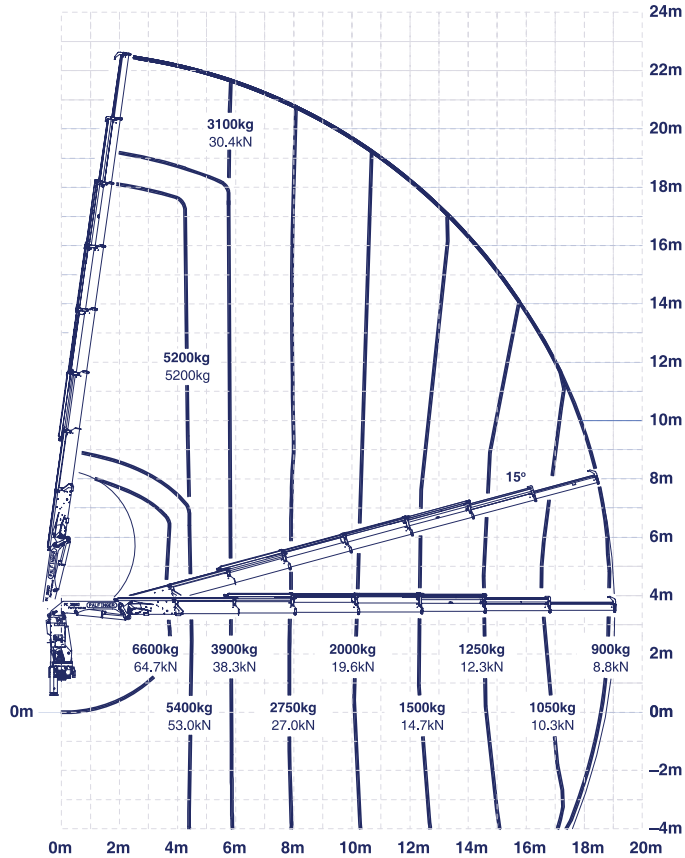 24m
22m
3100kg
30.4kN
20m
18m
16m
14m
5200kg
5200kg
12m
10m
15º
8m
6m
4m
6600kg
64.7kN
3900kg
38.3kN
2000kg
19.6kN
1250kg
12.3kN
900kg
8.8kN
2m
0m
5400kg
53.0kN
2750kg
27.0kN
1500kg
14.7kN
1050kg
10.3kN
0m
–2m
–4m
0m 2m 4m 6m 8m 10m 12m 14m 16m 18m 20m